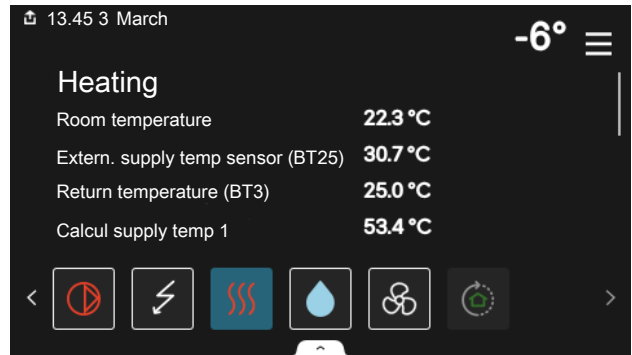 13.45 3 March
-6°
Heating
Room temperature 22.3 °C
Extern. supply temp sensor (BT25) 30.7 °C
Return temperature (BT3) 25.0 °C
Calcul supply temp 1 53.4 °C